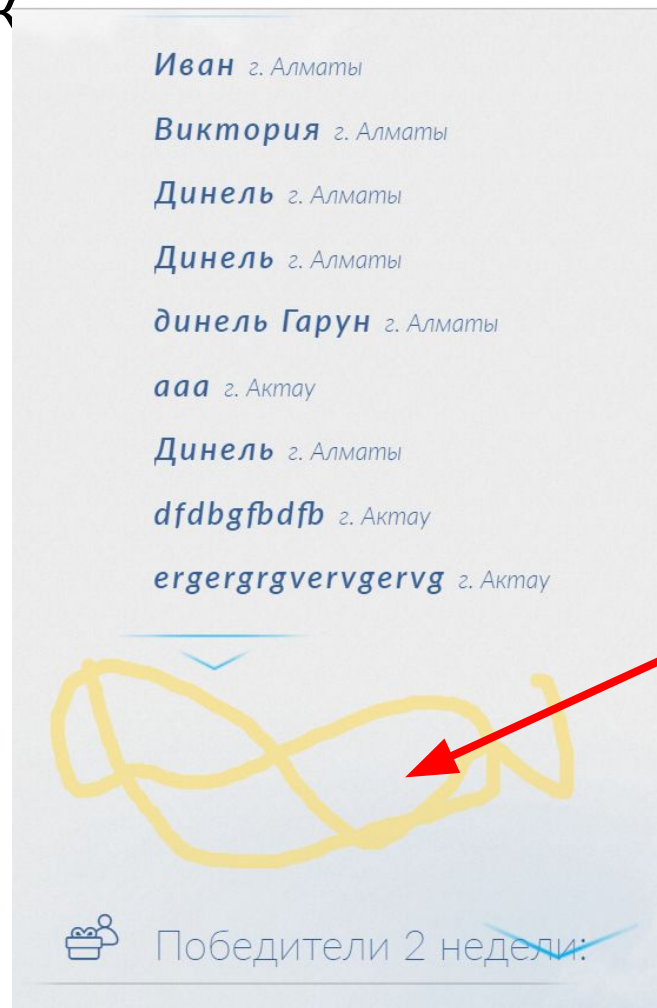 Иван г. Алматы
Виктория г. Алматы
Динель г. Алматы
Динель г. Алматы
динель Гарун г. Алматы
ааа г. Актау
Динель г. Алматы
dfdbgfbdfb г. Актау
ergergrgvervgervg г. Актау
Победители 2 недели: